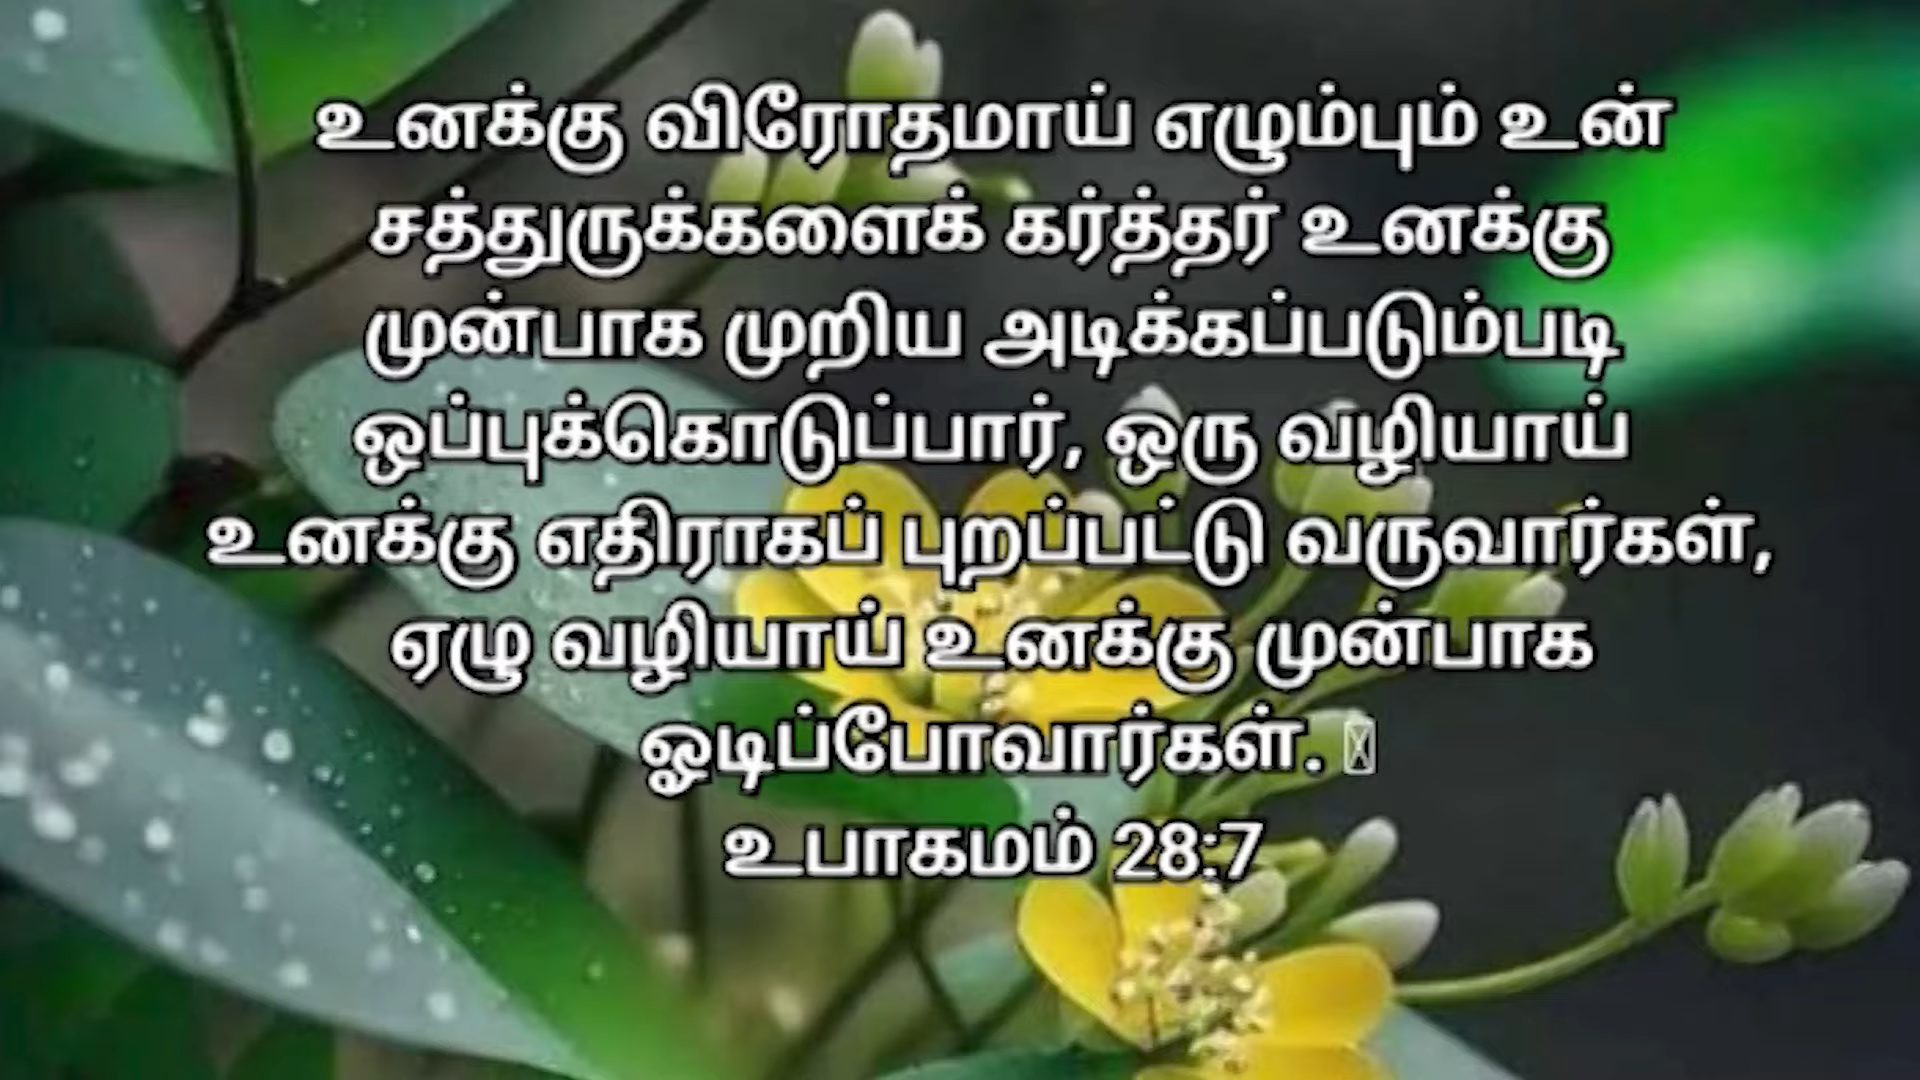 உனக்கு விரோதமாய் எழும்பும் உன்
சத்துருக்களைக் கர்த்தர் உனக்கு
முன்பாக முறிய அடிக்கப்படும்படி
ஒப்புக்கொடுப்பார், ஒரு வழியாய்
உனக்கு எதிராகப் புறப்பட்டு வருவார்கள்,
ஏழு வழியாய் உனக்கு முன்பாக
ஓடிப்போவார்கள்.
உபாகமம் 28:7